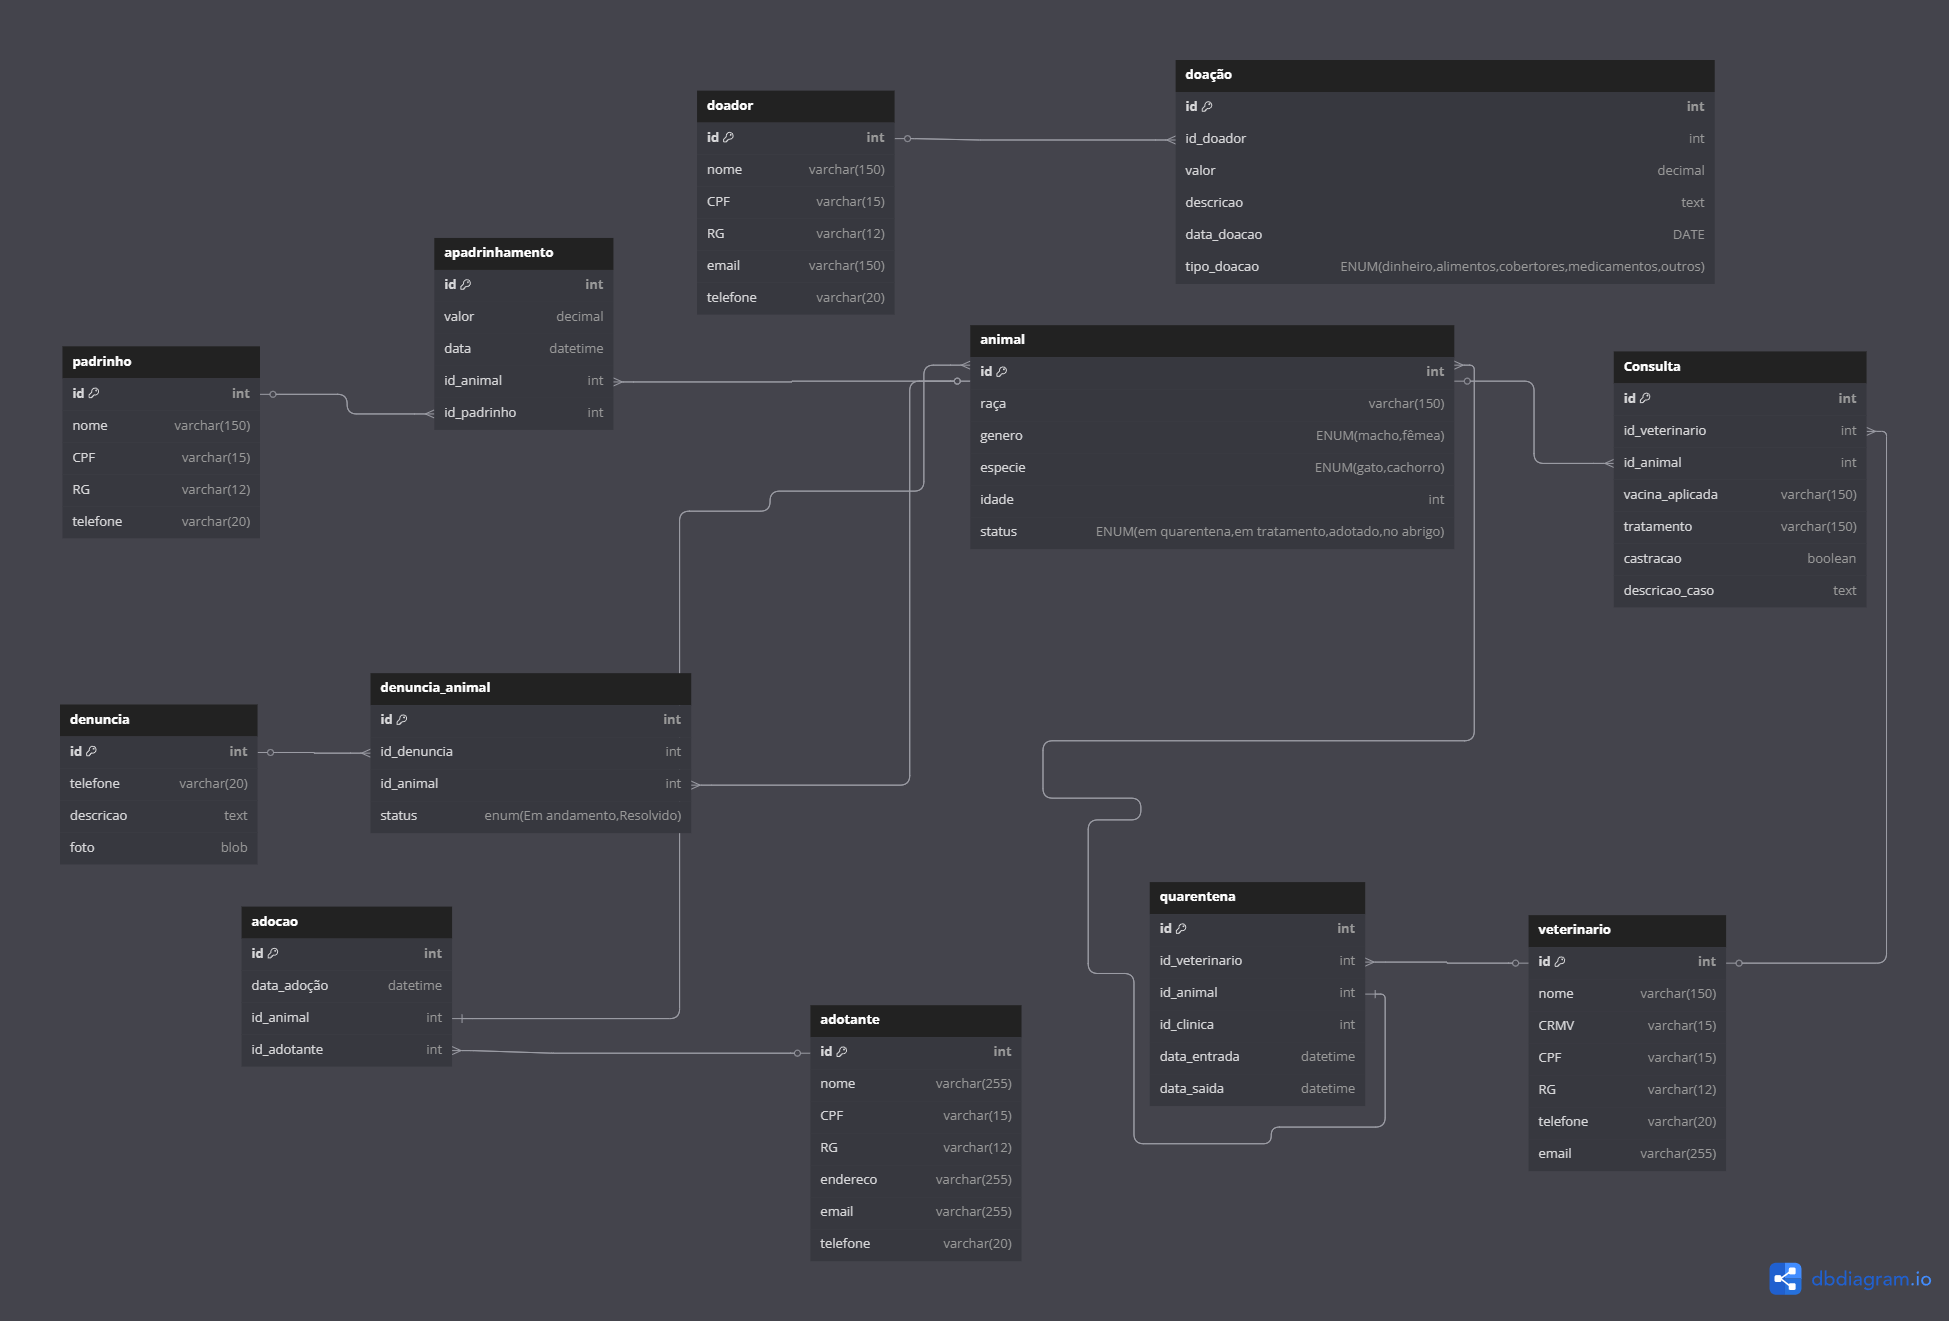 doação
id int
id_doador int
valor decimal
descricao text
data_doacao DATE
tipo_doacao ENUM(dinheiro,alimentos,cobertores,medicamentos,outros)
doador
id int
nome varchar(150)
CPF varchar(15)
RG varchar(12)
email varchar(150)
telefone varchar(20)
apadrinhamento
id int
valor decimal
data datetime
id_animal int
id_padrinho int
padrinho
id int
nome varchar(150)
CPF varchar(15)
RG varchar(12)
telefone varchar(20)
animal
id int
raça varchar(150)
genero ENUM(macho,fêmea)
especie ENUM(gato,cachorro)
idade int
status ENUM(em quarentena,em tratamento,adotado,no abrigo)
Consulta
id int
id_veterinario int
id_animal int
vacina_aplicada varchar(150)
tratamento varchar(150)
castracao boolean
descricao_caso text
denuncia_animal
id int
id_denuncia int
id_animal int
status enum(Em andamento,Resolvido)
denuncia
id int
telefone varchar(20)
descricao text
foto blob
adocao
id int
data_adoção datetime
id_animal int
id_adotante int
adotante
id int
nome varchar(255)
CPF varchar(15)
RG varchar(12)
endereco varchar(255)
email varchar(255)
telefone varchar(20)
quarentena
id int
id_veterinario int
id_animal int
id_clinica int
data_entrada datetime
data_saida datetime
veterinario
id int
nome varchar(150)
CRMV varchar(15)
CPF varchar(15)
RG varchar(12)
telefone varchar(20)
email varchar(255)
dbdiagram.io